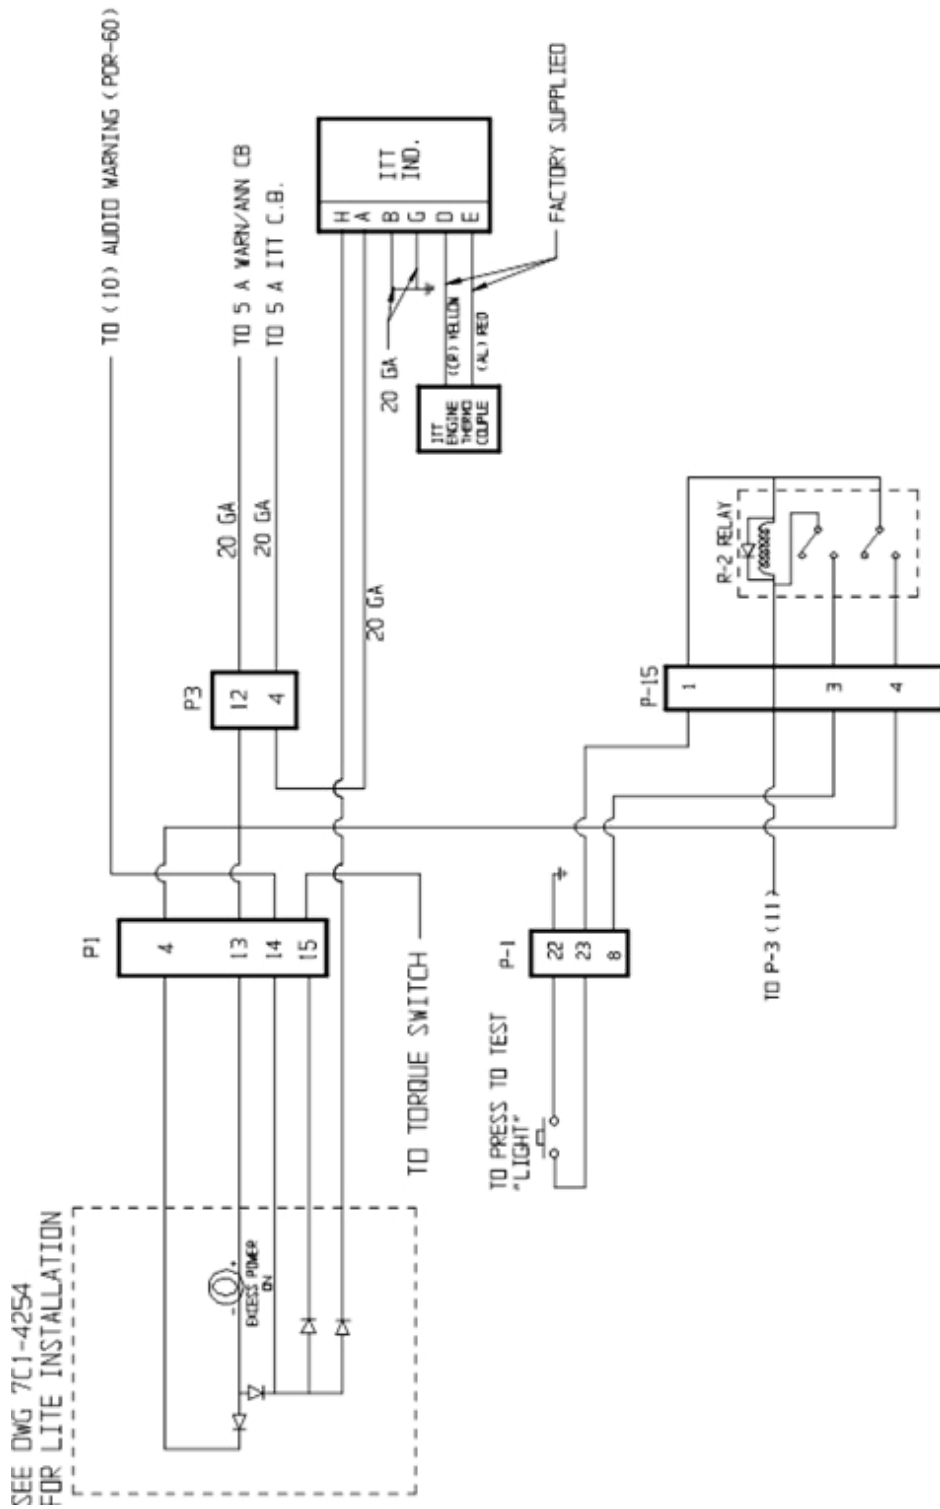 SEE DWG 7C1-4254
FOR LITE INSTALLATION
EXCESS POWER
ON
-
+
P1
4
13
14
15
TO (10) AUDIO WARNING (PDR-60)
P3
12
4
20 GA
20 GA
TO 5 A WARN/ANN CB
TO 5 A ITT C.B.
ITT
IND.
H
A
B
G
D
E
20 GA
20 GA
(CR) YELLOW
(AL) RED
ITT
ENGINE
THERMO
COUPLE
FACTORY SUPPLIED
TO TORQUE SWITCH
TO PRESS TO TEST
"LIGHT"
P-1
22
23
8
P-15
1
3
4
R-2 RELAY
TO P-3 (11)